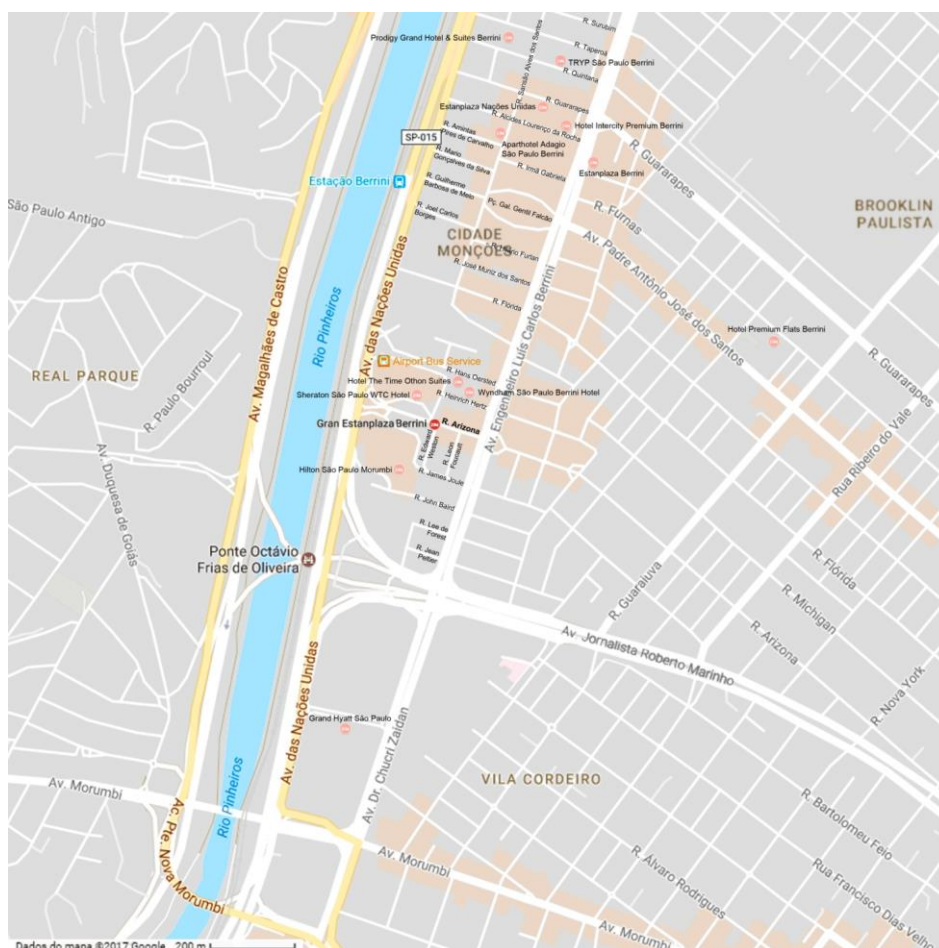 R. Surubim
Prodigy Grand Hotel & Suites Berrini
R. Sansão Alves dos Santos
R. Taperoá
TRYP São Paulo Berrini
R. Quintana
R. Guararapes
Estanplaza Nações Unidas
R. Alcides Lourenço da Rocha
Hotel Intercity Premium Berrini
R. Amintas
Pires de Carvalho
SP-015
Aparthotel Adagio
São Paulo Berrini
R. Guararapes
R. Mario
Gonçalves da Silva
R. Irmã Gabriela
Estanplaza Berrini
Estação Berrini
R. Guilherme
Barbosa de Melo
São Paulo Antigo
R. Joel Carlos
Borges
Pç. Gal. Gentil Falcão
R. Furnas
BROOKLIN
PAULISTA
CIDADE
MONÇÕES
Furlan
Av. Padre Antônio José dos Santos
R. José Muniz dos Santos
Av. Magalhães de Castro
Rio Pinheiros
Av. das Nações Unidas
R. Flórida
Av. Engenheiro Luís Carlos Berrini
Hotel Premium Flats Berrini
Airport Bus Service
R. Hans Oersted
REAL PARQUE
R. Paulo Bourroul
Hotel The Time Othon Suites
R. Guararapes
Sheraton São Paulo WTC Hotel
Wyndham São Paulo Berrini Hotel
R. Heinrich Hertz
Gran Estanplaza Berrini
R. Arizona
R. Edward
Weston
R. Leon
Foucault
Rua Ribeiro do Vale
Av. Duquesa de Goiás
Hilton São Paulo Morumbi
R. James Joule
R. John Baird
R. Lee de
Forest
R. Jean
Peltier
Ponte Octávio
Frias de Oliveira
R. Guaraiuva
R. Flórida
R. Michigan
R. Arizona
Av. Jornalista Roberto Marinho
R. Nova York
Av. das Nações Unidas
Grand Hyatt São Paulo
Av. Dr. Chucri Zaidan
VILA CORDEIRO
Av. Morumbi
Rio Pinheiros
Ac. Pte. Nova Morumbi
R. Bartolomeu Feio
Av. Morumbi
R. Álvaro Rodrigues
Rua Francisco Dias Velho
Av. Morumbi
Dados do mapa ©2017 Google 200 m